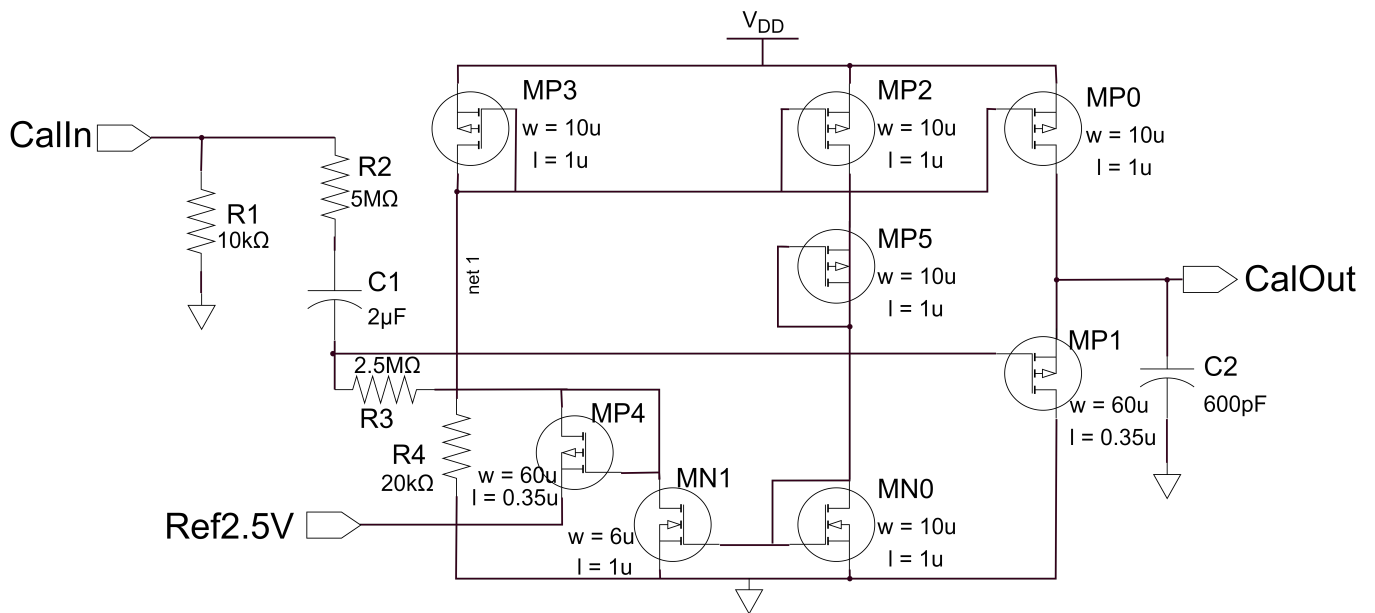 VDD
MP3
w = 10u
l = 1u
MP2
w = 10u
l = 1u
MP0
w = 10u
l = 1u
CalIn
R2
5MΩ
R1
10kΩ
C1
2µF
net 1
MP5
w = 10u
l = 1u
CalOut
MP1
w = 60u
l = 0.35u
C2
600pF
2.5MΩ
R3
MP4
w = 60u
l = 0.35u
R4
20kΩ
MN1
w = 6u
l = 1u
MN0
w = 10u
l = 1u
Ref2.5V